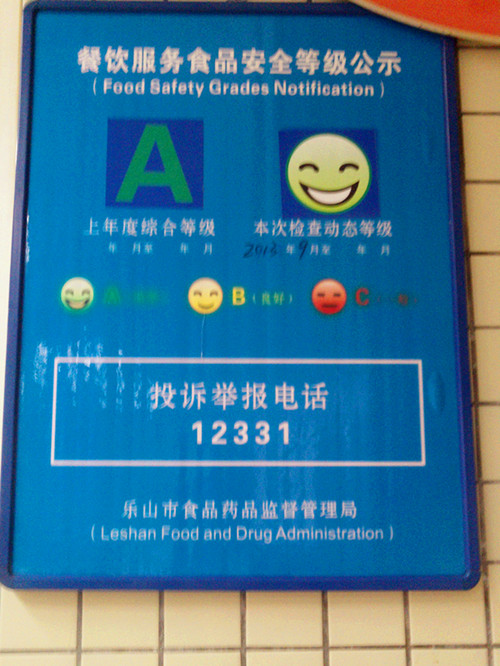 餐饮服务食品安全等级公示
(Food Safety Grades Notification)
A
上年度综合等级
年 月至 年 月
本次检查动态等级
2013年9月至 年 月
A
B(良好)
C
投诉举报电话
12331
乐山市食品药品监督管理局
(Leshan Food and Drug Administration)